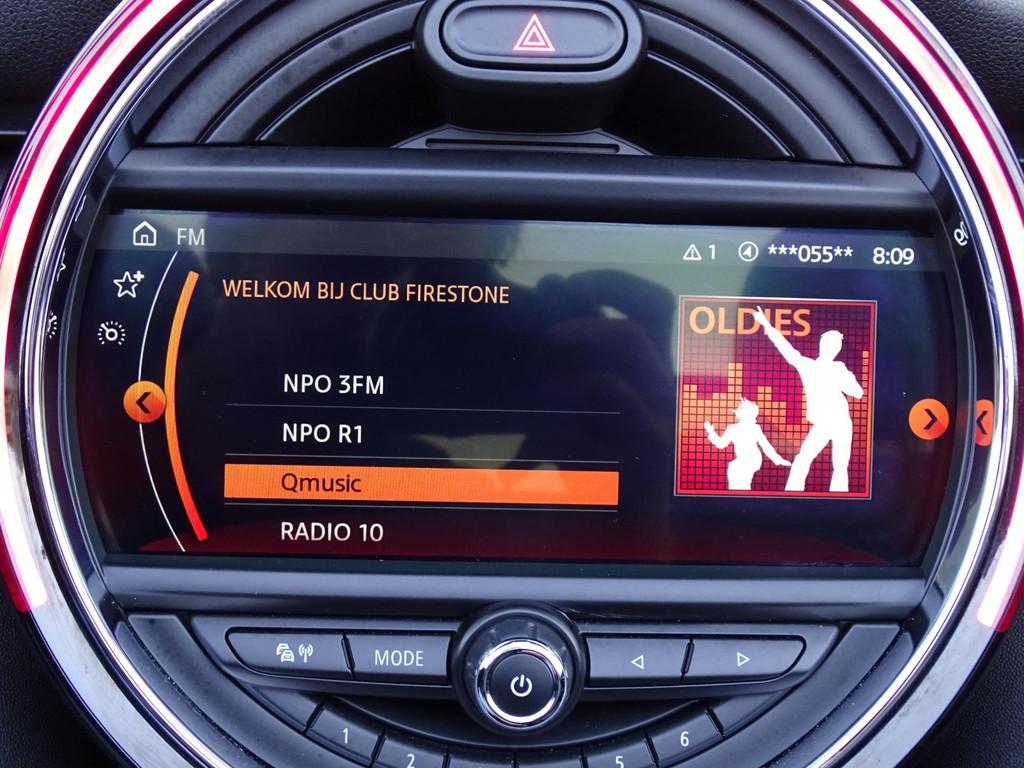 FM
1 ***055** 8:09
WELKOM BIJ CLUB FIRESTONE
OLDIES
NPO 3FM
NPO R1
Qmusic
RADIO 10
MODE
1
2
5
6